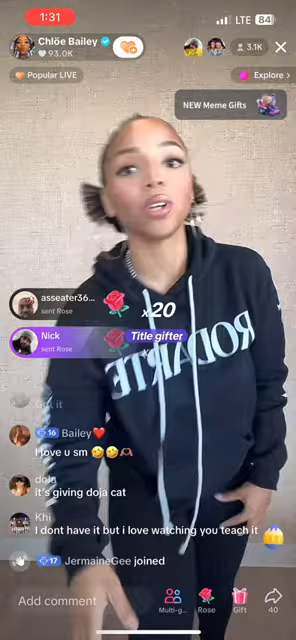 1:31
LTE 84
Chlöe Bailey
93.0K
3.1K
Popular LIVE
Explore >
NEW Meme Gifts >
asseater36...
sent Rose
x20
Nick
sent Rose
Title gifter
RODARTE
it
16 Bailey❤️
I love u sm 🤣🤣🫶🏽
dola
it's giving doja cat
Khi
I dont have it but i love watching you teach it
17 JermaineGee joined
Add comment
Multi-g...
Rose
Gift
40